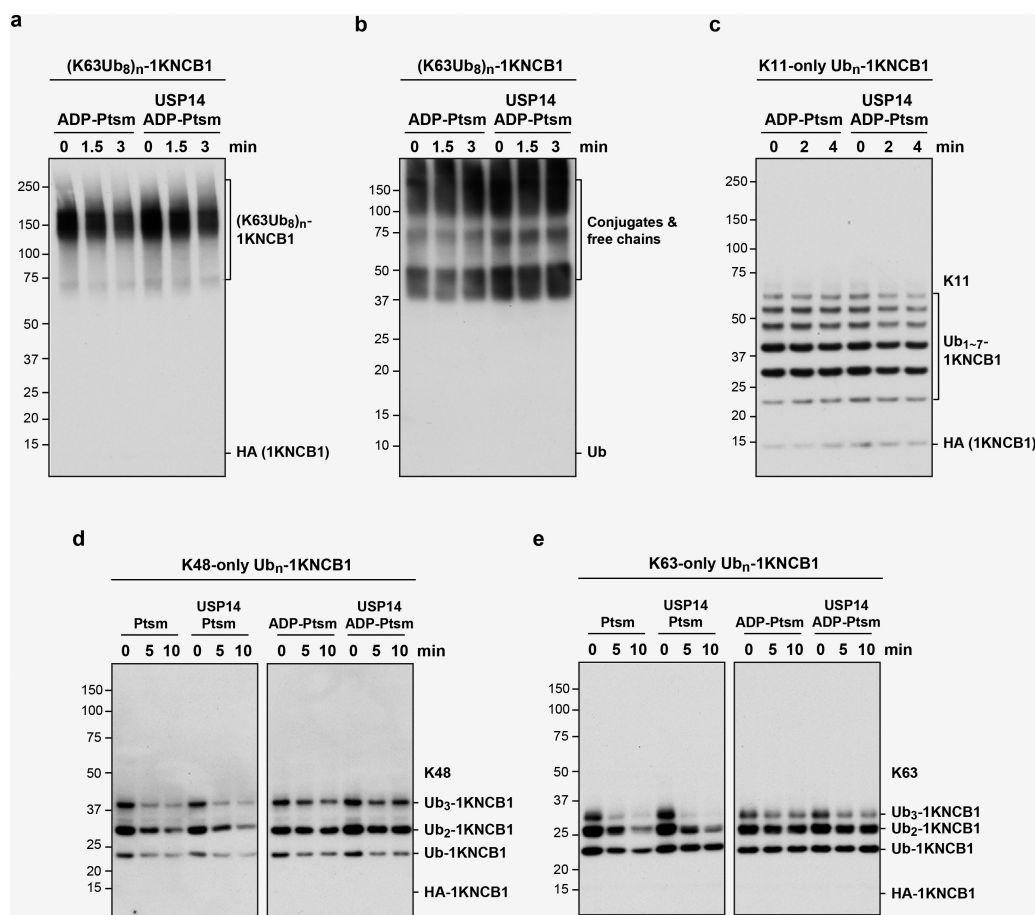 a
(K63Ub8)n-1KNCB1
USP14
ADP-Ptsm ADP-Ptsm
0 1.5 3 0 1.5 3 min
250
150
100
75
50
37
25
20
15
(K63Ub8)n-
1KNCB1
HA (1KNCB1)
b
(K63Ub8)n-1KNCB1
USP14
ADP-Ptsm ADP-Ptsm
0 1.5 3 0 1.5 3 min
150
100
75
50
37
25
20
15
10
Conjugates &
free chains
Ub
c
K11-only Ubn-1KNCB1
USP14
ADP-Ptsm ADP-Ptsm
0 2 4 0 2 4 min
250
150
100
75
50
37
25
20
15
K11
Ub1~7-
1KNCB1
HA (1KNCB1)
d
K48-only Ubn-1KNCB1
USP14 USP14
Ptsm Ptsm ADP-Ptsm ADP-Ptsm
0 5 10 0 5 10 0 5 10 0 5 10 min
150
100
75
50
37
25
20
15
K48
Ub3-1KNCB1
Ub2-1KNCB1
Ub-1KNCB1
HA-1KNCB1
e
K63-only Ubn-1KNCB1
USP14 USP14
Ptsm Ptsm ADP-Ptsm ADP-Ptsm
0 5 10 0 5 10 0 5 10 0 5 10 min
150
100
75
50
37
25
20
15
K63
Ub3-1KNCB1
Ub2-1KNCB1
Ub-1KNCB1
HA-1KNCB1